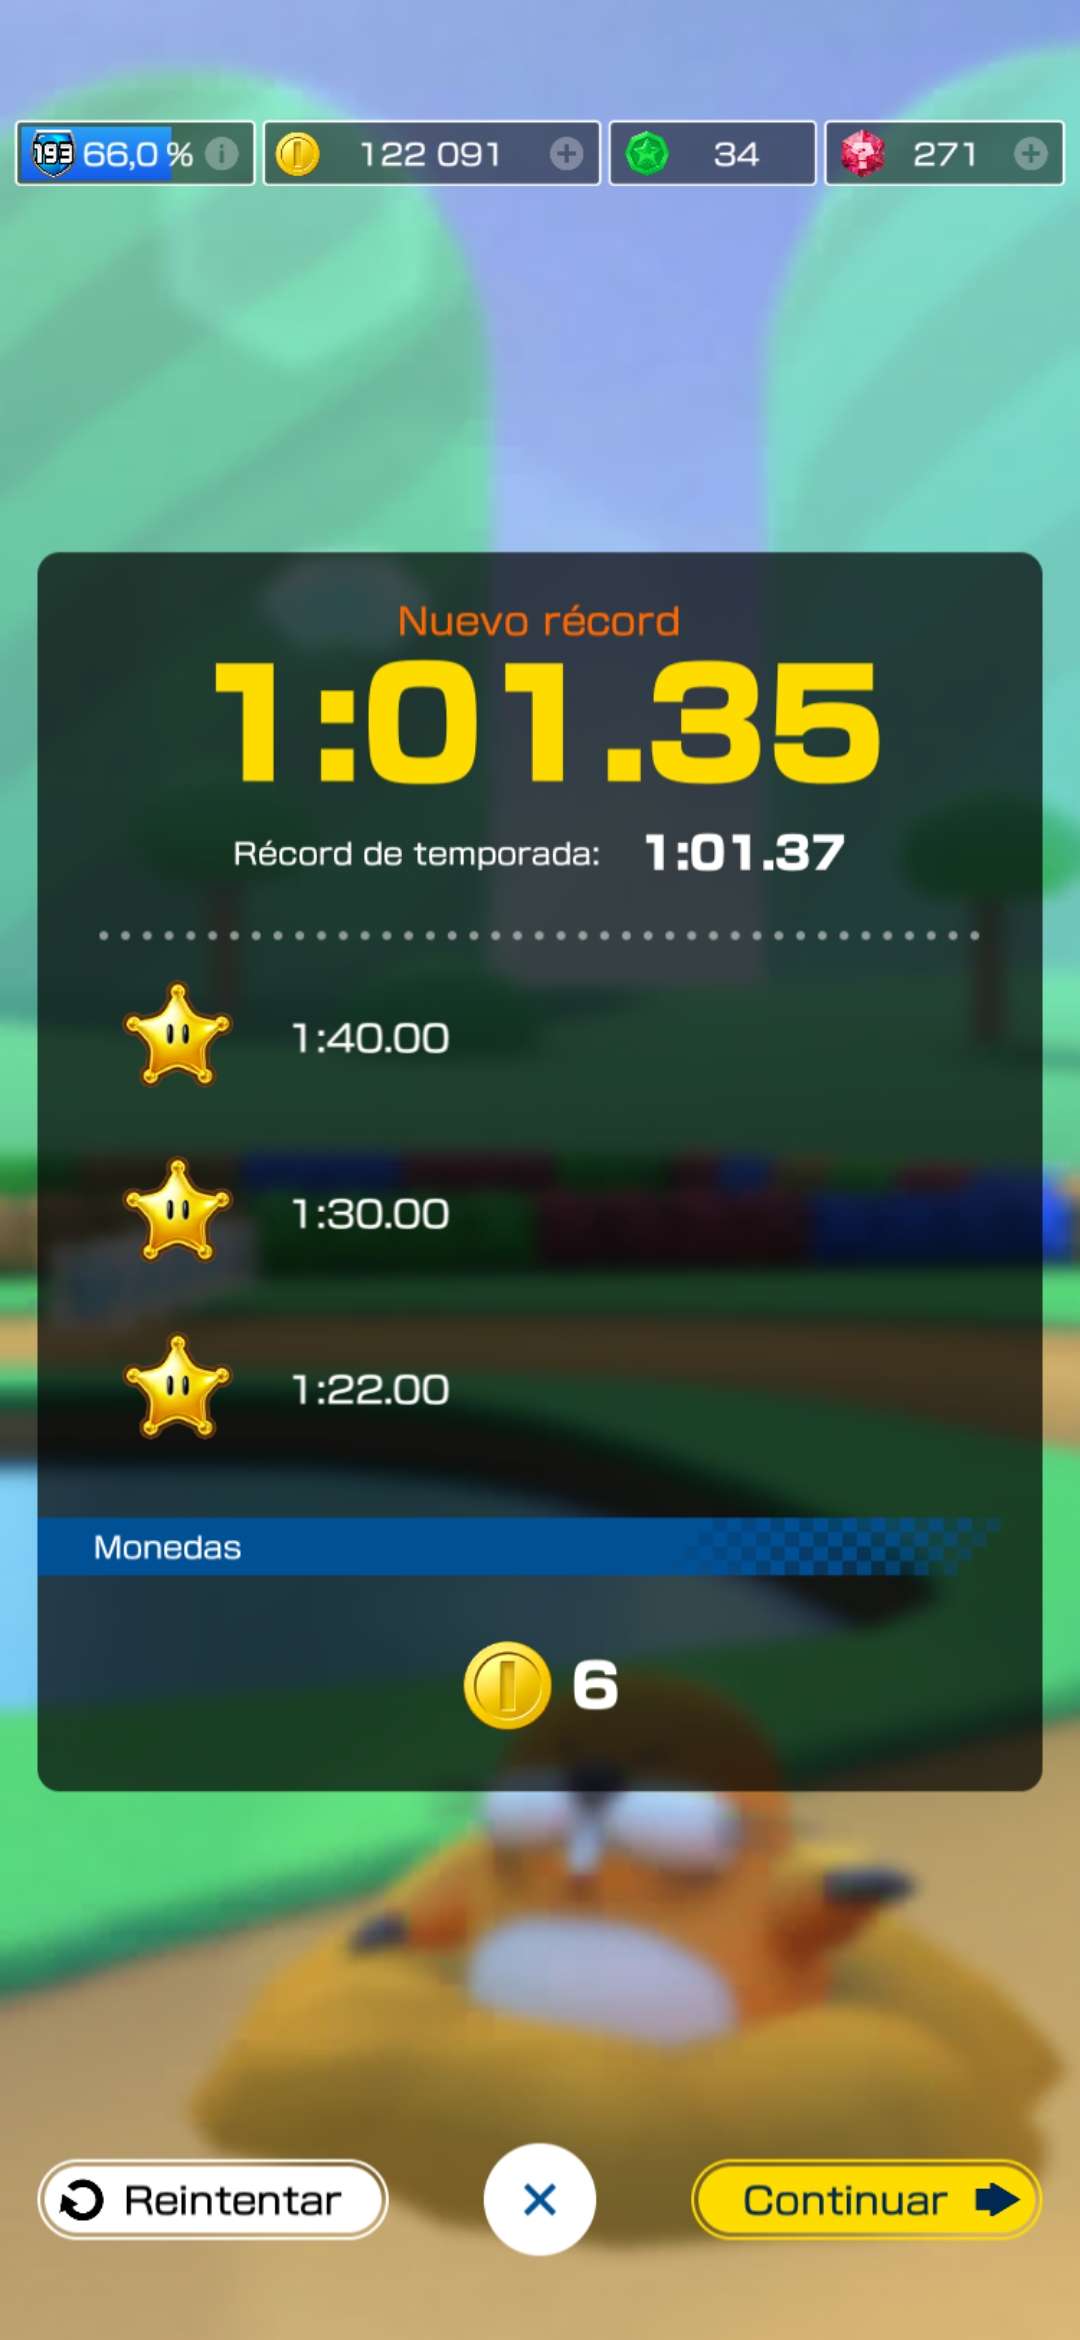 193 66,0 % i 122 091 + 34 271 +
Nuevo récord
1:01.35
Récord de temporada: 1:01.37
1:40.00
1:30.00
1:22.00
Monedas
6
Reintentar × Continuar